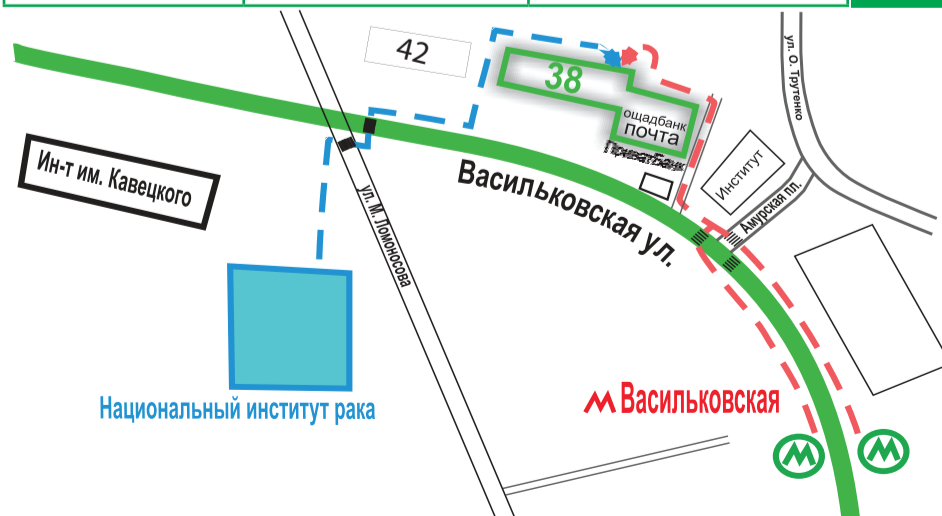 42
38
ощадбанк
почта
ПриватБанк
ул. О. Трутенко
Институт
Амурская пл.
Ин-т им. Кавецкого
ул. М. Ломоносова
Васильковская ул.
Национальный институт рака
М Васильковская
М
М